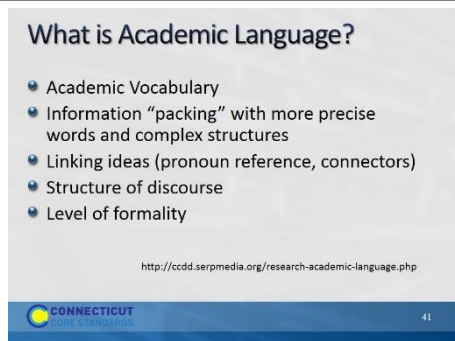 What is Academic Language?
Academic Vocabulary
Information “packing” with more precise
words and complex structures
Linking ideas (pronoun reference, connectors)
Structure of discourse
Level of formality
http://ccdd.serpmedia.org/research-academic-language.php
CONNECTICUT
CORE STANDARDS
41